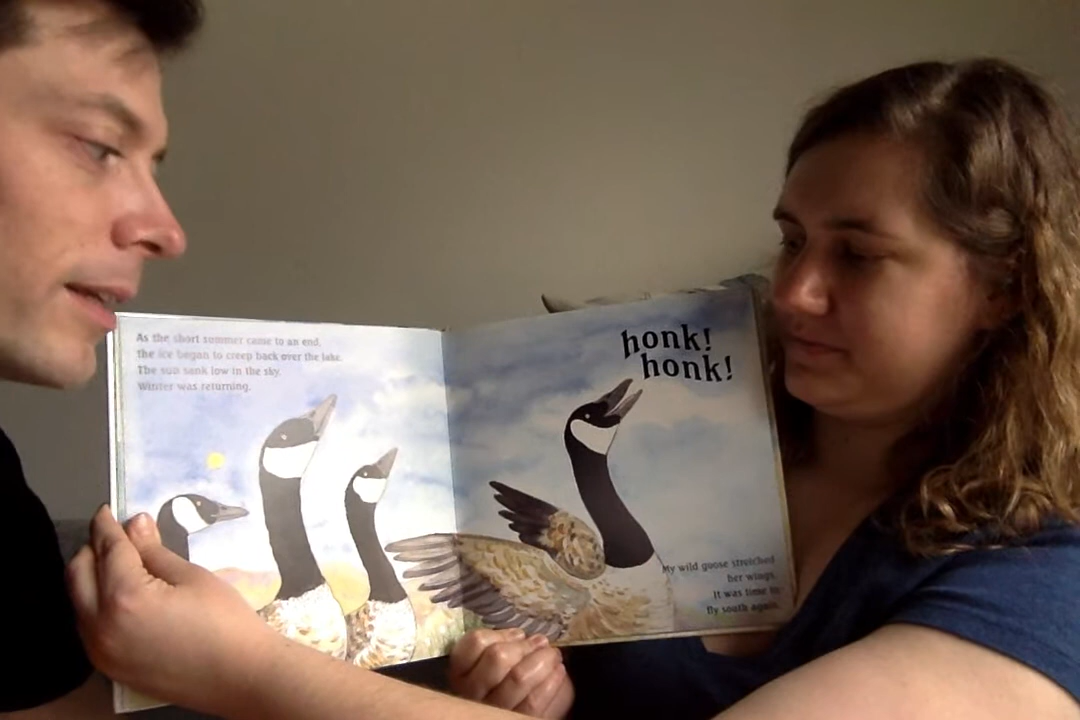 As the short summer came to an end,
the ice began to creep back over the lake.
The sun sank low in the sky.
Winter was returning.
honk!
honk!
My wild goose stretched
her wings.
It was time to
fly south again.